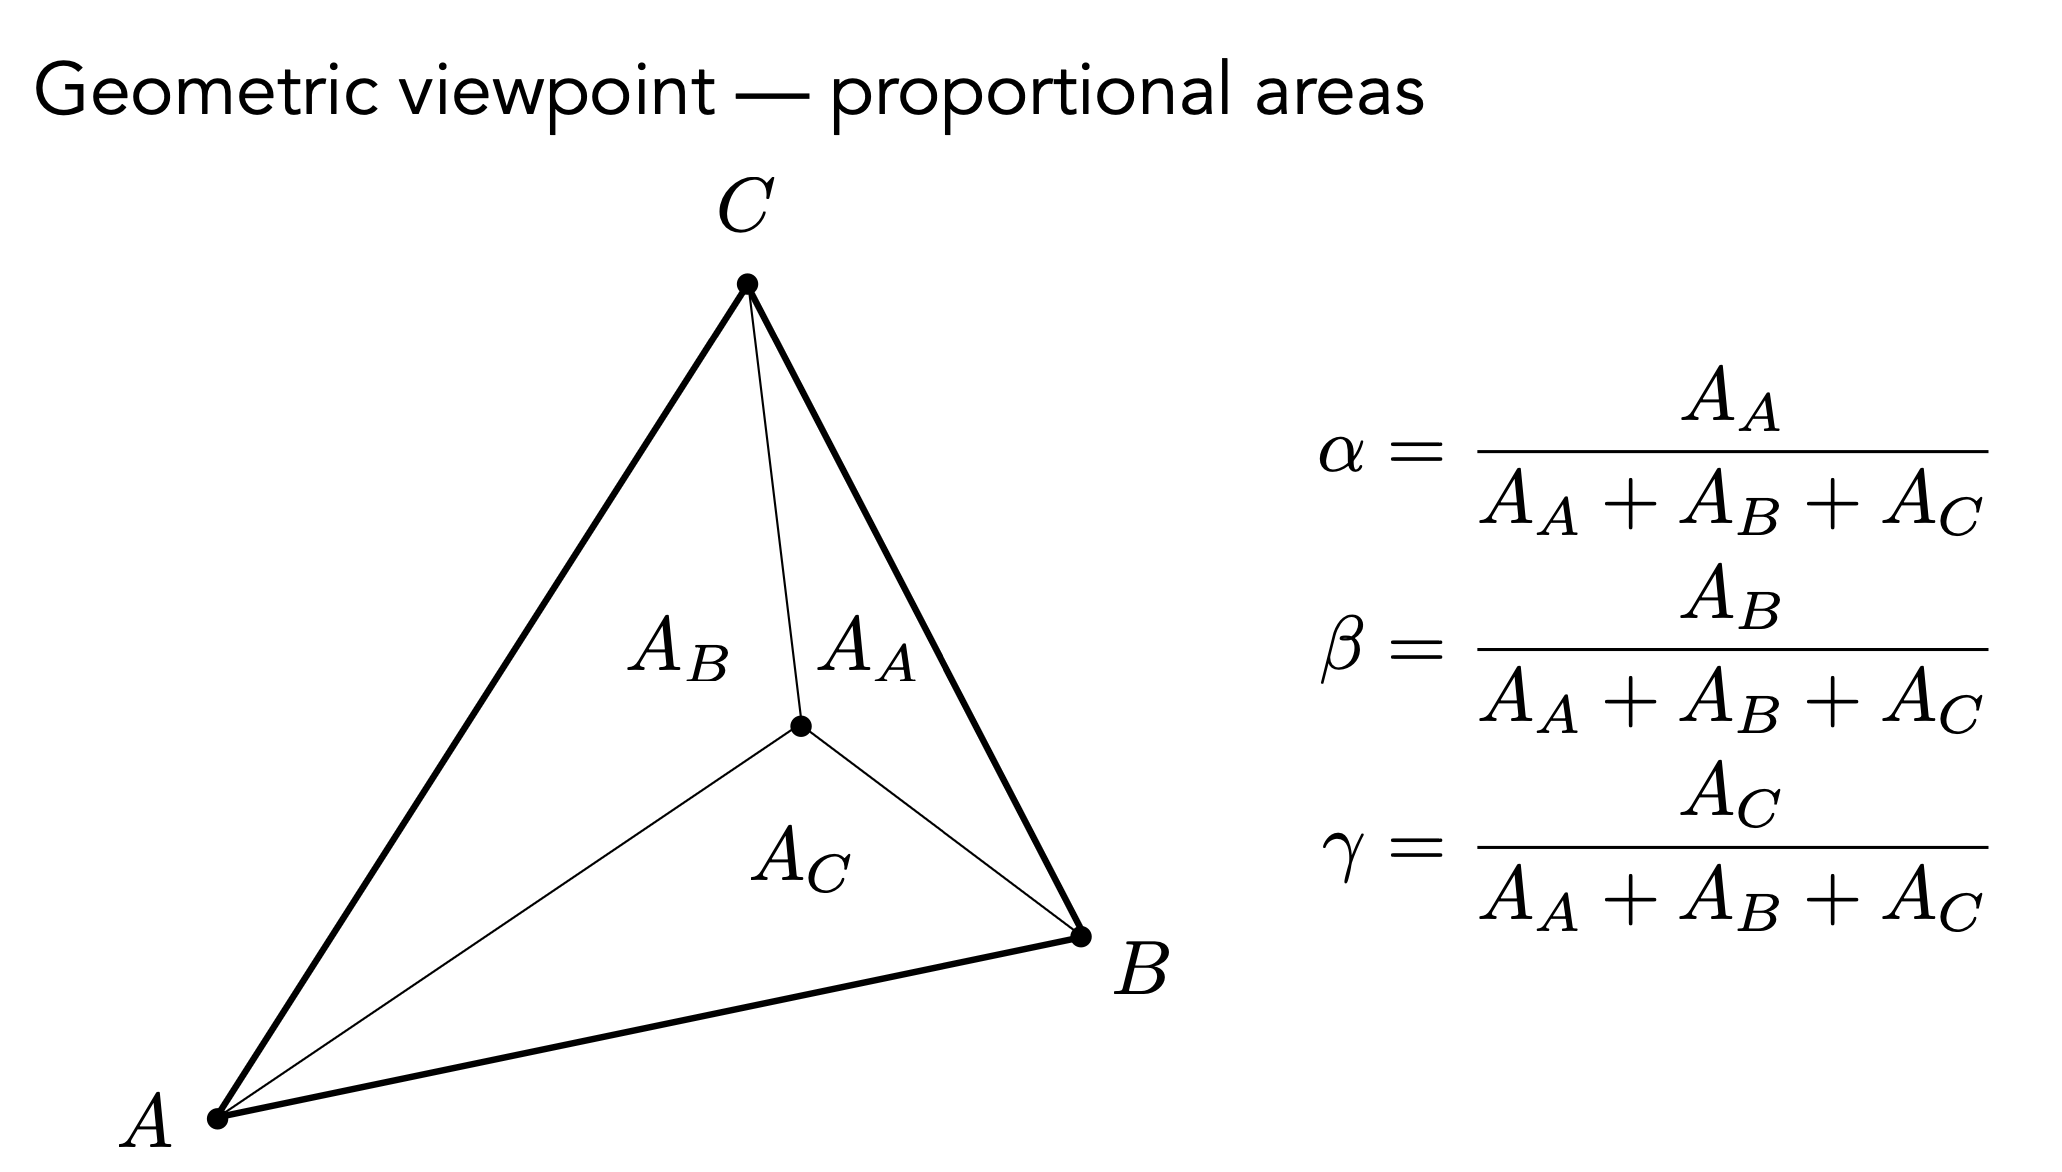 Geometric viewpoint — proportional areas
C
A_B
A_A
A_C
B
A
α = A_A / (A_A + A_B + A_C)
β = A_B / (A_A + A_B + A_C)
γ = A_C / (A_A + A_B + A_C)